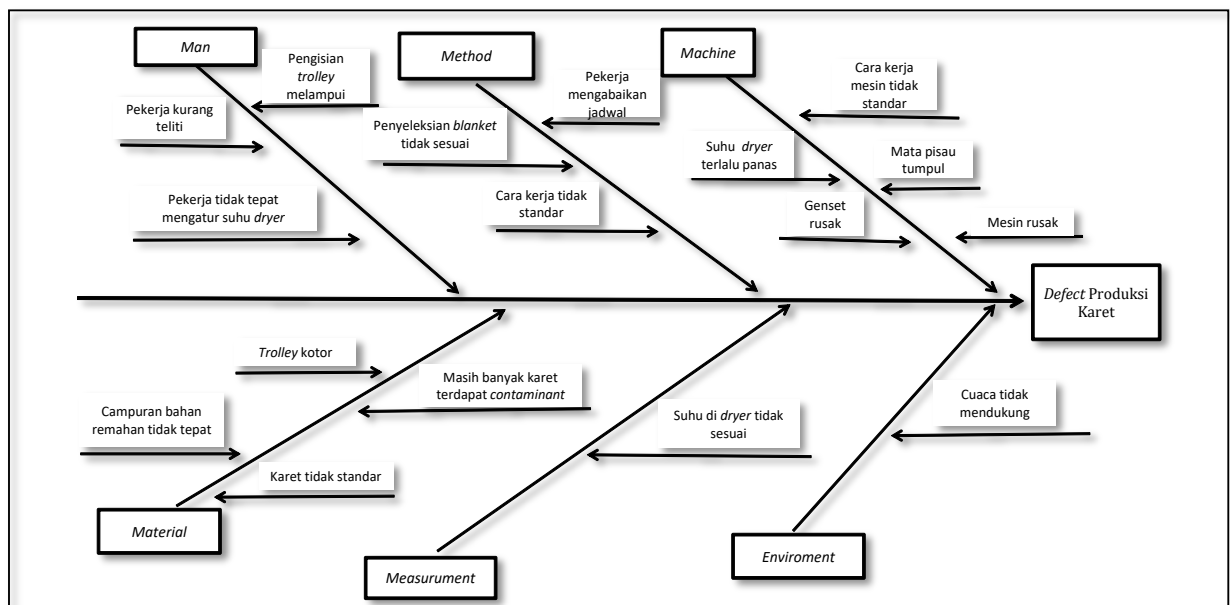 Man
Pengisian
trolley
melampui
Pekerja kurang
teliti
Pekerja tidak tepat
mengatur suhu dryer
Method
Pekerja
mengabaikan
jadwal
Penyeleksian blanket
tidak sesuai
Cara kerja tidak
standar
Machine
Cara kerja
mesin tidak
standar
Suhu dryer
terlalu panas
Mata pisau
tumpul
Genset
rusak
Mesin rusak
Defect Produksi
Karet
Trolley kotor
Masih banyak karet
terdapat contaminant
Campuran bahan
remahan tidak tepat
Karet tidak standar
Material
Suhu di dryer tidak
sesuai
Measurument
Cuaca tidak
mendukung
Enviroment